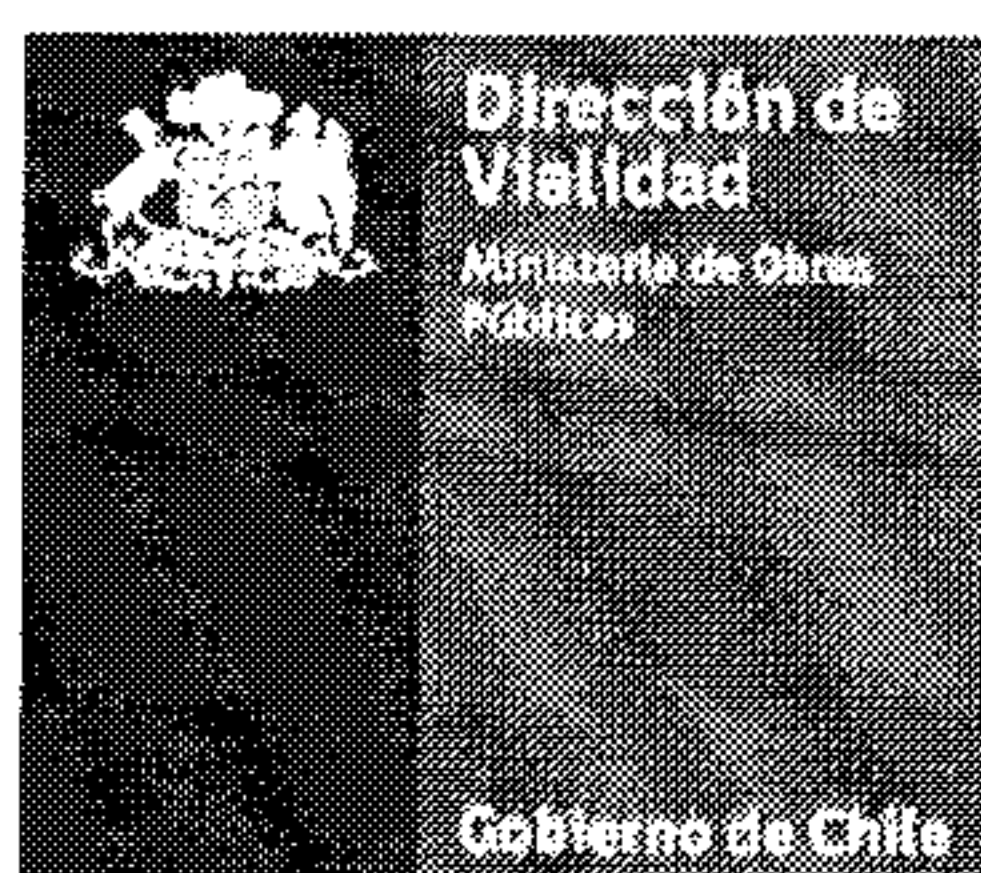 Dirección de
Vialidad
Ministerio de Obras
Públicas
Gobierno de Chile